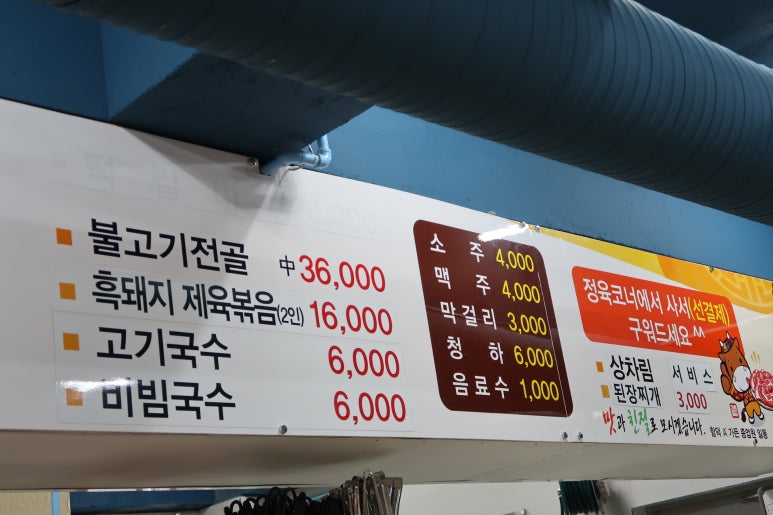 불고기전골 中36,000
흑돼지 제육볶음(2인) 16,000
고기국수 6,000
비빔국수 6,000
소주 4,000
맥주 4,000
막걸리 3,000
청하 6,000
음료수 1,000
정육코너에서 사서(선결제)
구워드세요^^
상차림 서비스
된장찌개 3,000
맛과 친절로 모시겠습니다.